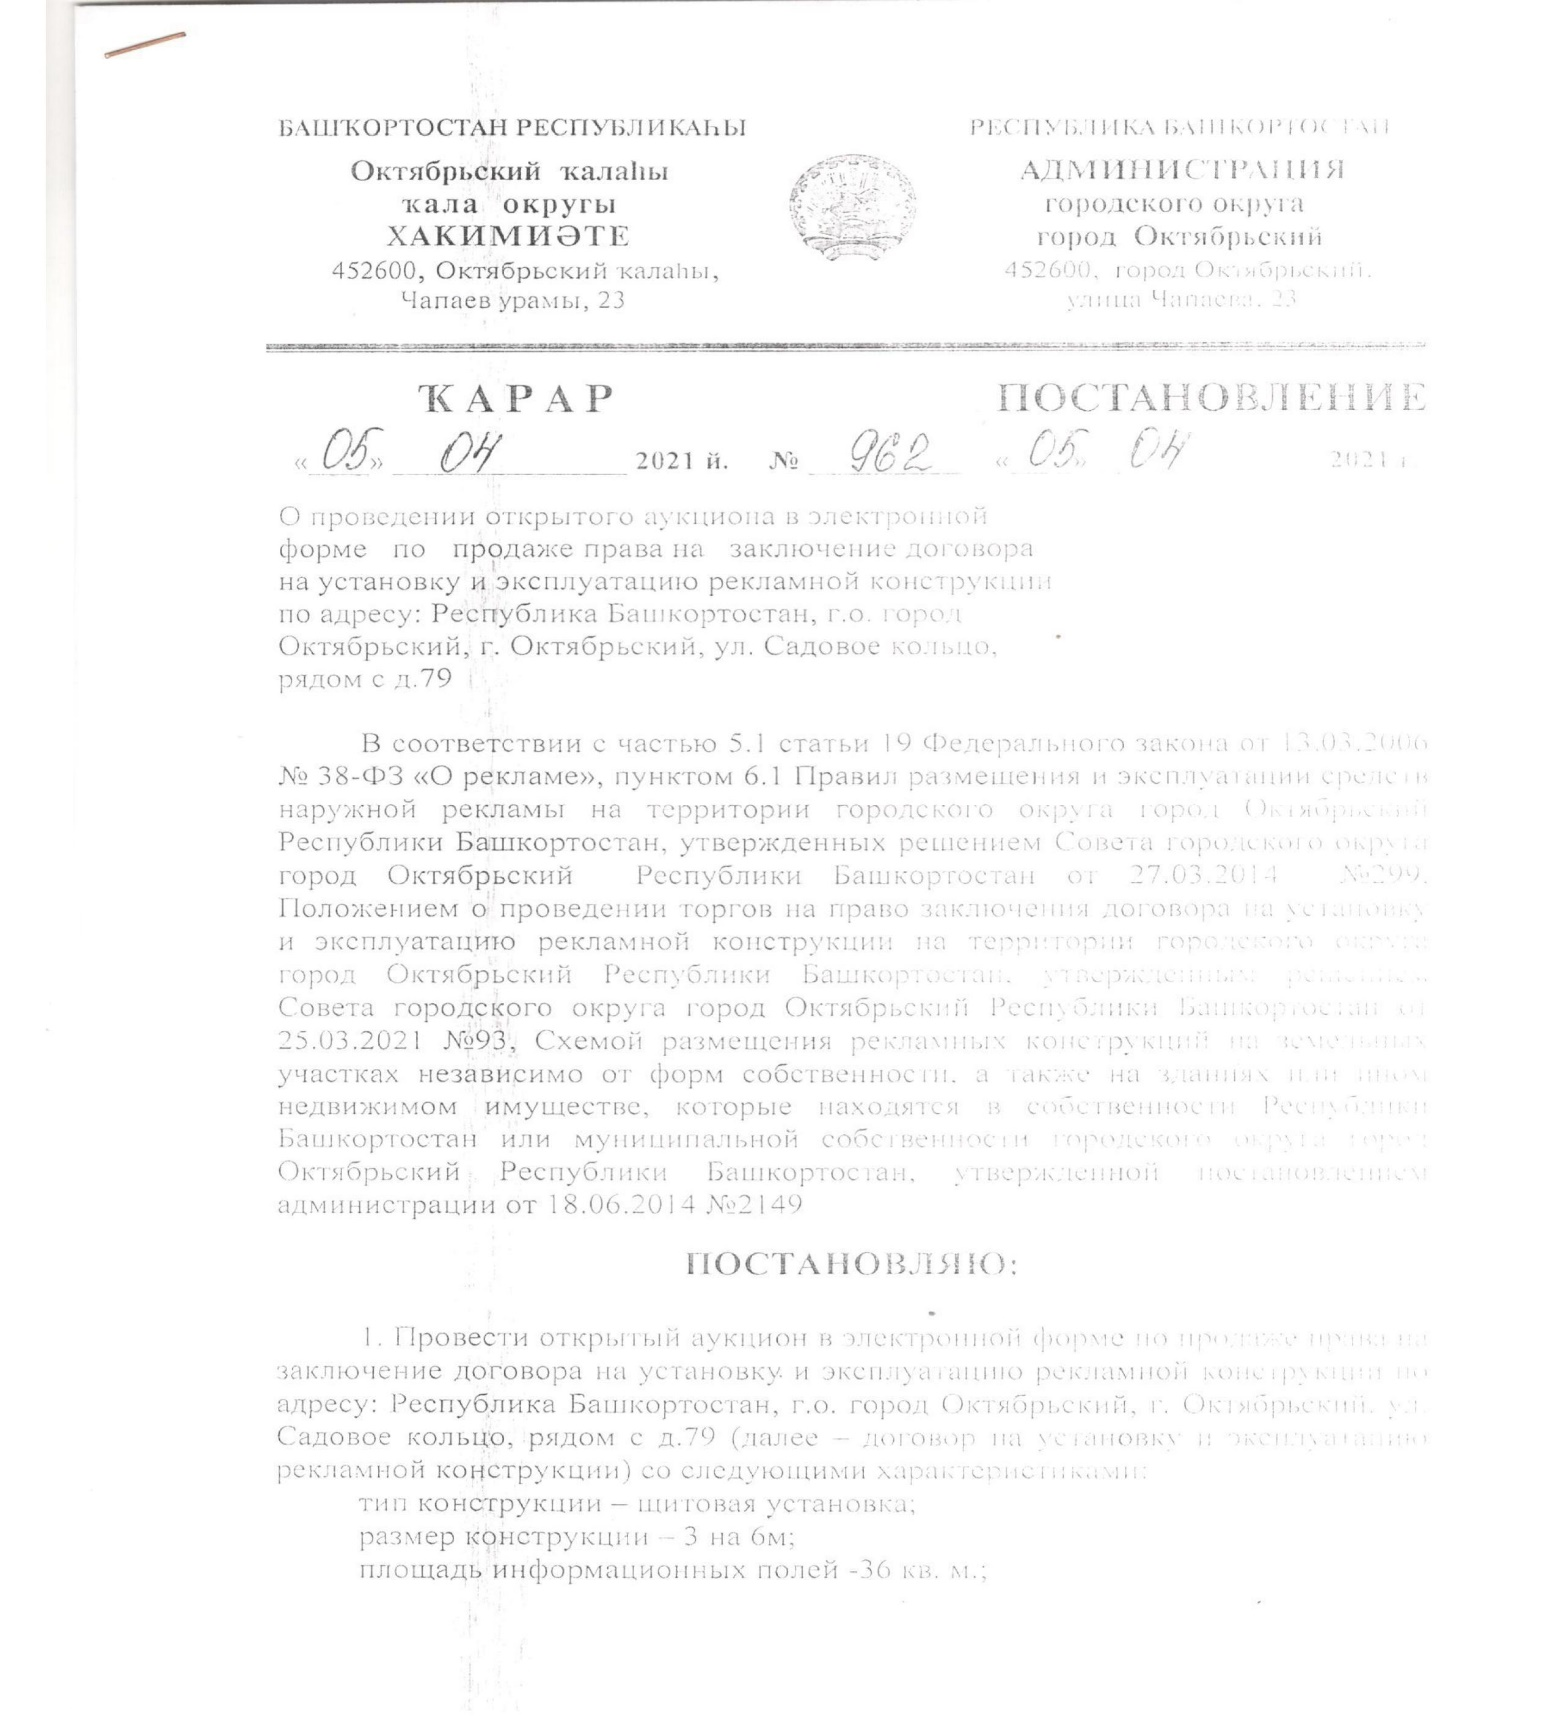 БАШҠОРТОСТАН РЕСПУБЛИКАҺЫ
Октябрьский ҡалаһы
ҡала округы
ХАКИМИӘТЕ
452600, Октябрьский ҡалаһы,
Чапаев урамы, 23
РЕСПУБЛИКА БАШКОРТОСТАН
АДМИНИСТРАЦИЯ
городского округа
город Октябрьский
452600, город Октябрьский,
улица Чапаева, 23
ҠАРАР
ПОСТАНОВЛЕНИЕ
«05» 04 2021 й. № 962 «05» 04 2021 г.
О проведении открытого аукциона в электронной
форме по продаже права на заключение договора
на установку и эксплуатацию рекламной конструкции
по адресу: Республика Башкортостан, г.о. город
Октябрьский, г. Октябрьский, ул. Садовое кольцо,
рядом с д.79
В соответствии с частью 5.1 статьи 19 Федерального закона от 13.03.2006
№ 38-ФЗ «О рекламе», пунктом 6.1 Правил размещения и эксплуатации средств
наружной рекламы на территории городского округа город Октябрьский
Республики Башкортостан, утвержденных решением Совета городского округа
город Октябрьский Республики Башкортостан от 27.03.2014 №299,
Положением о проведении торгов на право заключения договора на установку
и эксплуатацию рекламной конструкции на территории городского округа
город Октябрьский Республики Башкортостан, утвержденным решением
Совета городского округа город Октябрьский Республики Башкортостан от
25.03.2021 №93, Схемой размещения рекламных конструкций на земельных
участках независимо от форм собственности, а также на зданиях или ином
недвижимом имуществе, которые находятся в собственности Республики
Башкортостан или муниципальной собственности городского округа город
Октябрьский Республики Башкортостан, утвержденной постановлением
администрации от 18.06.2014 №2149
ПОСТАНОВЛЯЮ:
1. Провести открытый аукцион в электронной форме по продаже права на
заключение договора на установку и эксплуатацию рекламной конструкции по
адресу: Республика Башкортостан, г.о. город Октябрьский, г. Октябрьский, ул.
Садовое кольцо, рядом с д.79 (далее – договор на установку и эксплуатацию
рекламной конструкции) со следующими характеристиками:
тип конструкции – щитовая установка;
размер конструкции – 3 на 6м;
площадь информационных полей -36 кв. м.;